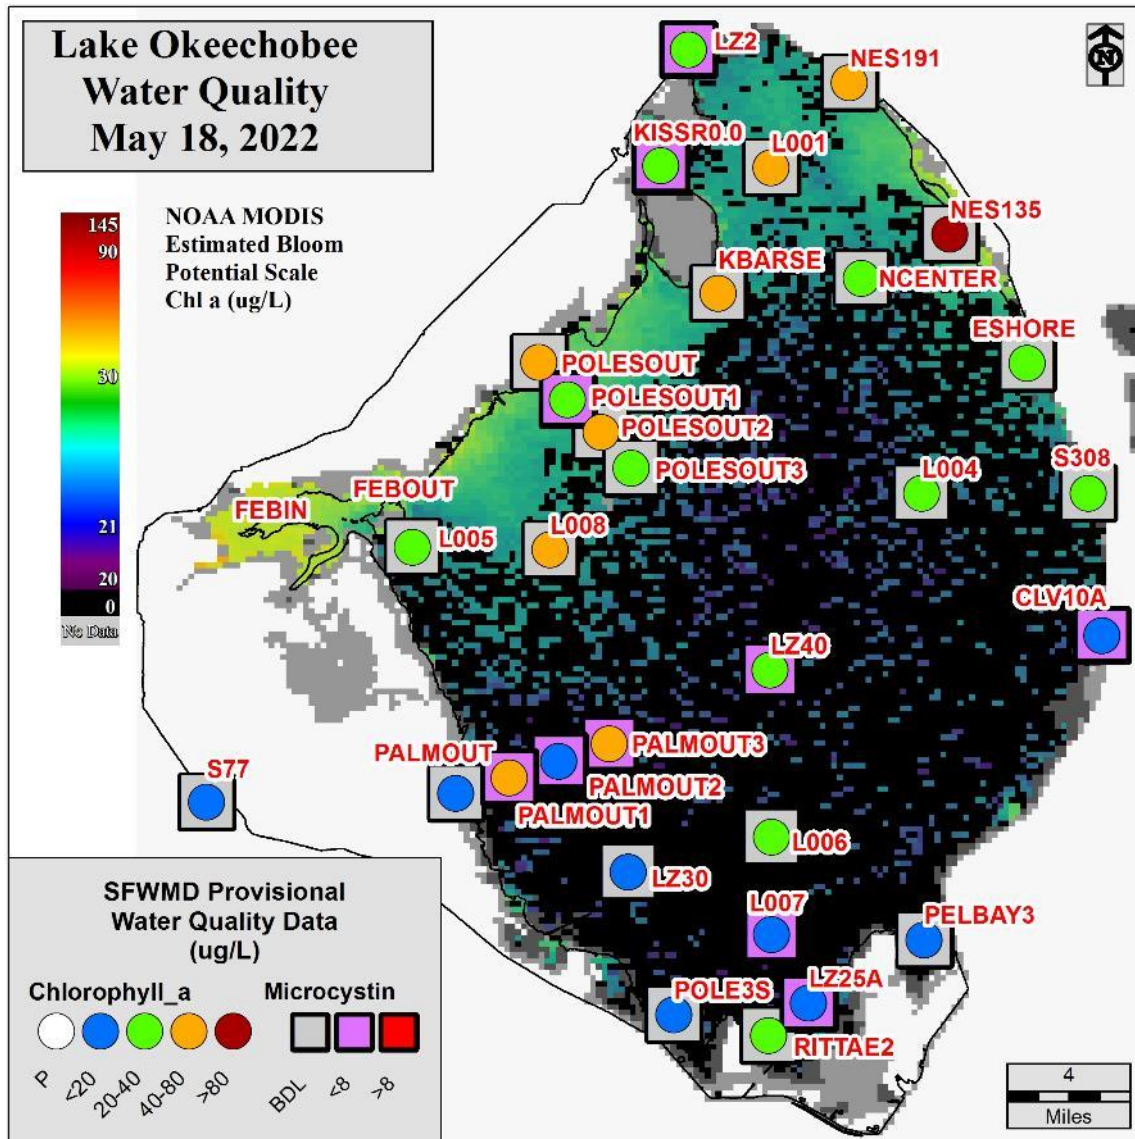 Lake Okeechobee
Water Quality
May 18, 2022
N
LZ2
NES191
KISSR0.0
L001
NES135
145
90
30
21
20
0
No Data
NOAA MODIS
Estimated Bloom
Potential Scale
Chl a (ug/L)
KBARSE
NCENTER
ESHORE
POLESOUT
POLESOUT1
POLESOUT2
POLESOUT3
L004
S308
FEBIN
FEBOUT
L005
L008
CLV10A
LZ40
PALMOUT
PALMOUT3
PALMOUT2
PALMOUT1
S77
L006
LZ30
L007
PELBAY3
LZ25A
POLE3S
RITTAE2
SFWMD Provisional
Water Quality Data
(ug/L)
Chlorophyll_a Microcystin
P <20 20-40 40-80 >80 BDL <8 >8
4
Miles